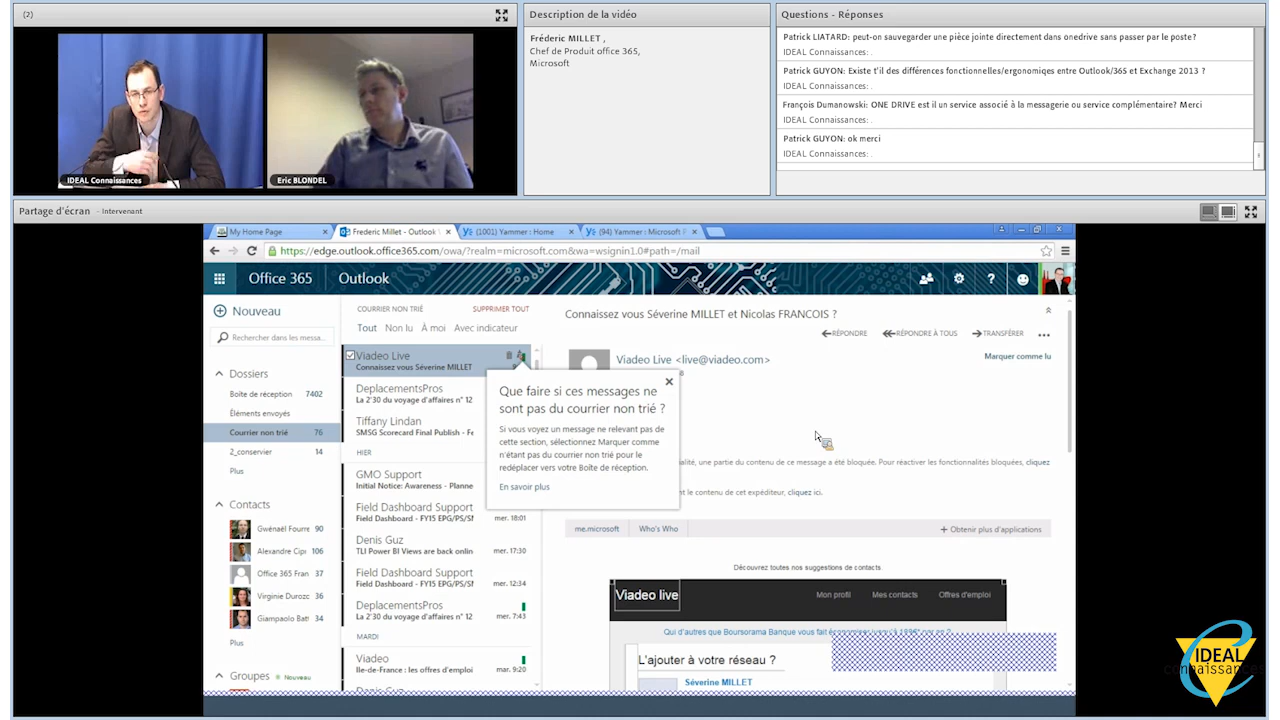 (2)
IDEAL Connaissances
Eric BLONDEL
Description de la vidéo
Fréderic MILLET ,
Chef de Produit office 365,
Microsoft
Questions - Réponses
Patrick LIATARD: peut-on sauvegarder une pièce jointe directement dans onedrive sans passer par le poste?
IDEAL Connaissances: .
Patrick GUYON: Existe t'il des différences fonctionnelles/ergonomiqes entre Outlook/365 et Exchange 2013 ?
IDEAL Connaissances: .
François Dumanowski: ONE DRIVE est il un service associé à la messagerie ou service complémentaire? Merci
IDEAL Connaissances: .
Patrick GUYON: ok merci
IDEAL Connaissances: .
Partage d'écran - Intervenant
My Home Page
Frederic Millet - Outlook
(1001) Yammer : Home
(94) Yammer : Microsoft P
https://edge.outlook.office365.com/owa/?realm=microsoft.com&wa=wsignin1.0#path=/mail
Office 365
Outlook
Nouveau
Rechercher dans les messa...
Dossiers
Boîte de réception 7402
Éléments envoyés
Courrier non trié 76
2_conservier 14
Plus
Contacts
Gwénaël Fourre 90
Alexandre Cipr 106
Office 365 Fran 37
Virginie Durozc 36
Giampaolo Batt 34
Plus
Groupes Nouveau
COURRIER NON TRIÉ
SUPPRIMER TOUT
Tout Non lu À moi Avec indicateur
Viadeo Live
Connaissez vous Séverine MILLET
DeplacementsPros
La 2'30 du voyage d'affaires n° 12
Tiffany Lindan
SMSG Scorecard Final Publish - Fe
HIER
GMO Support
Initial Notice: Awareness - Planne
Field Dashboard Support
Field Dashboard - FY15 EPG/PS/SM mer. 18:01
Denis Guz
TLI Power BI Views are back onlin mer. 17:30
Field Dashboard Support
Field Dashboard - FY15 EPG/PS/SM mer. 12:34
DeplacementsPros
La 2'30 du voyage d'affaires n° 12 mer. 7:43
MARDI
Viadeo
Ile-de-France : les offres d'emploi mar. 9:20
Denis Guz
Que faire si ces messages ne
sont pas du courrier non trié ?
Si vous voyez un message ne relevant pas de
cette section, sélectionnez Marquer comme
n'étant pas du courrier non trié pour le
redéplacer vers votre Boîte de réception.
En savoir plus
Connaissez vous Séverine MILLET et Nicolas FRANCOIS ?
RÉPONDRE
RÉPONDRE À TOUS
TRANSFÉRER
Viadeo Live <live@viadeo.com>
Marquer comme lu
ialité, une partie du contenu de ce message a été bloquée. Pour réactiver les fonctionnalités bloquées, cliquez
nt le contenu de cet expéditeur, cliquez ici.
me.microsoft
Who's Who
+ Obtenir plus d'applications
Découvrez toutes nos suggestions de contacts
Viadeo live
Mon profil
Mes contacts
Offres d'emploi
Qui d'autres que Boursorama Banque vous fait économiser jusqu'à
L'ajouter à votre réseau ?
Séverine MILLET
IDEAL
connaissances